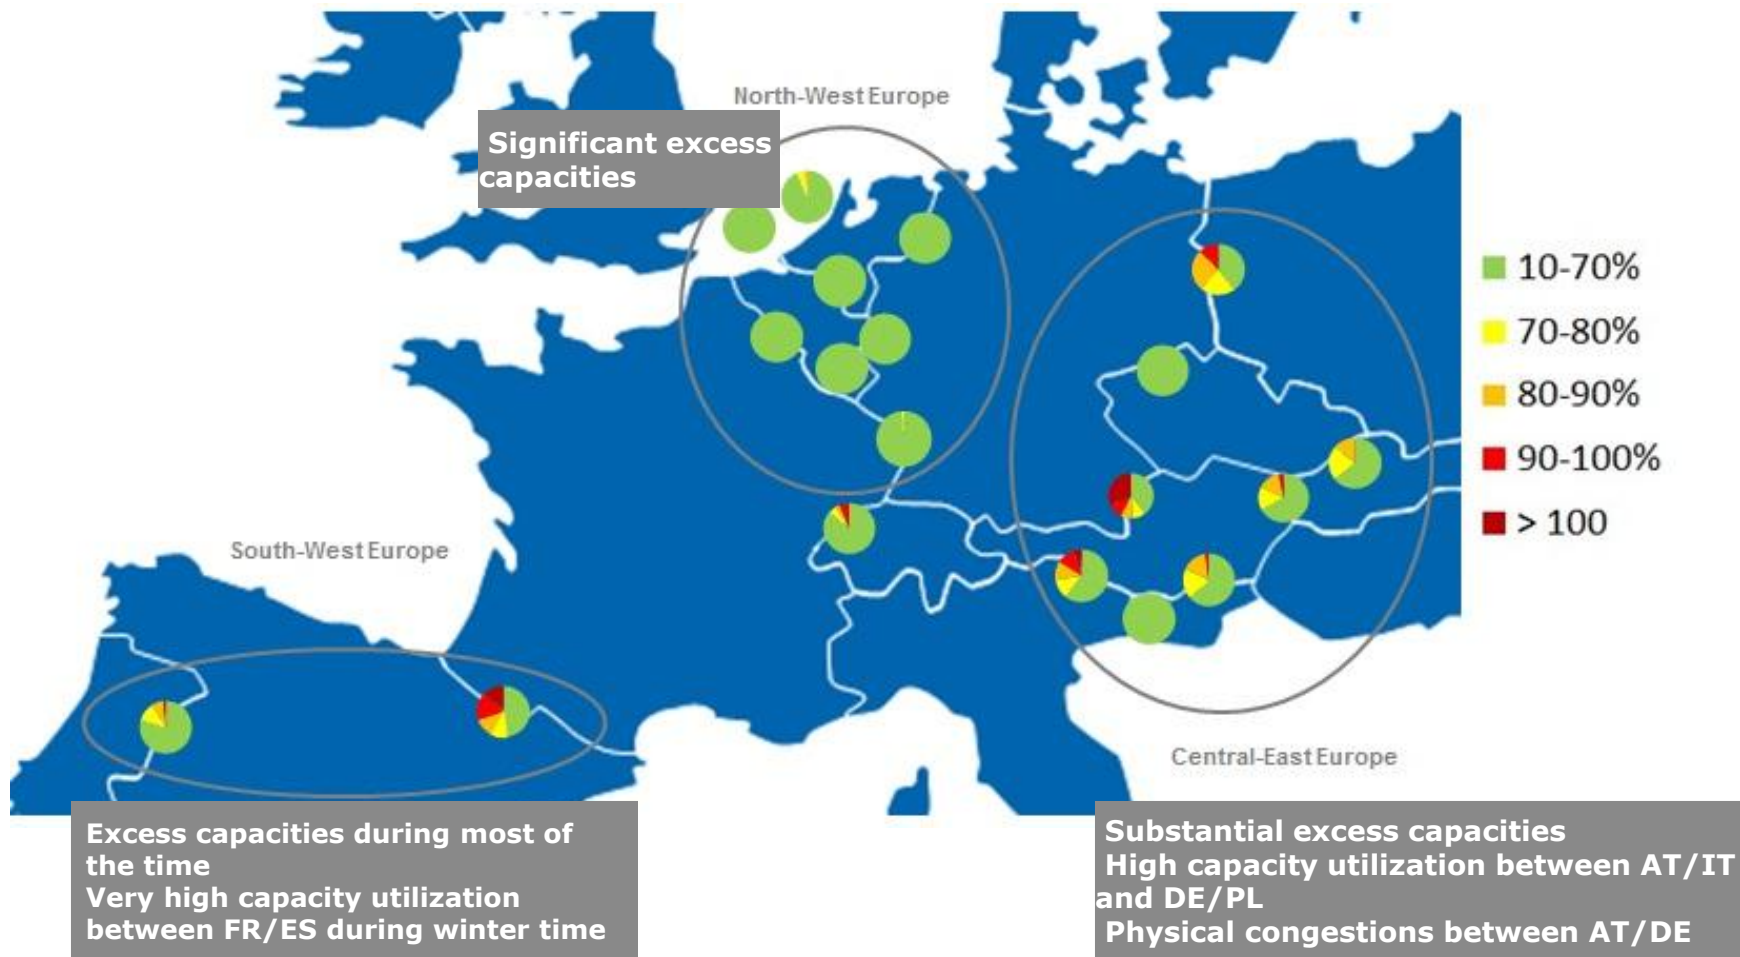 North-West Europe
Significant excess
capacities
10-70%
70-80%
80-90%
90-100%
> 100
South-West Europe
Central-East Europe
Excess capacities during most of
the time
Very high capacity utilization
between FR/ES during winter time
Substantial excess capacities
High capacity utilization between AT/IT
and DE/PL
Physical congestions between AT/DE